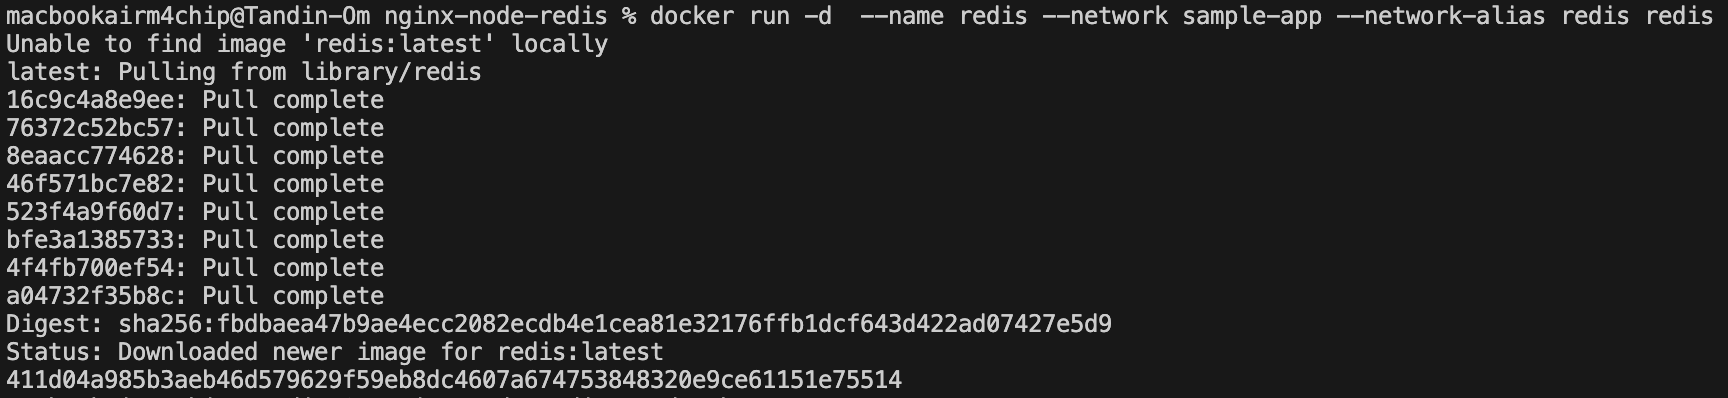 macbookairm4chip@Tandin-Om nginx-node-redis % docker run -d  --name redis --network sample-app --network-alias redis redis
Unable to find image 'redis:latest' locally
latest: Pulling from library/redis
16c9c4a8e9ee: Pull complete
76372c52bc57: Pull complete
8eaacc774628: Pull complete
46f571bc7e82: Pull complete
523f4a9f60d7: Pull complete
bfe3a1385733: Pull complete
4f4fb700ef54: Pull complete
a04732f35b8c: Pull complete
Digest: sha256:fbdbaea47b9ae4ecc2082ecdb4e1cea81e32176ffb1dcf643d422ad07427e5d9
Status: Downloaded newer image for redis:latest
411d04a985b3aeb46d579629f59eb8dc4607a674753848320e9ce61151e75514